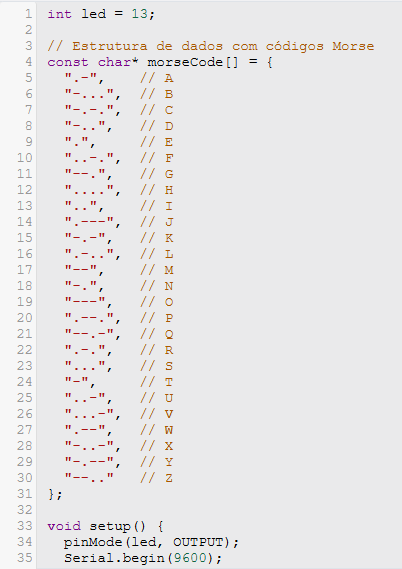 1 int led = 13;
2
3 // Estrutura de dados com códigos Morse
4 const char* morseCode[] = {
5 ".-", // A
6 "-...", // B
7 "-.-.", // C
8 "-..", // D
9 ".", // E
10 "..-.", // F
11 "--.", // G
12 "....", // H
13 "..", // I
14 ".---", // J
15 "-.-", // K
16 ".-..", // L
17 "--", // M
18 "-.", // N
19 "---", // O
20 ".--.", // P
21 "--.-", // Q
22 ".-.", // R
23 "...", // S
24 "-", // T
25 "..-", // U
26 "...-", // V
27 ".--", // W
28 "-..-", // X
29 "-.--", // Y
30 "--.." // Z
31 };
32
33 void setup() {
34 pinMode(led, OUTPUT);
35 Serial.begin(9600);